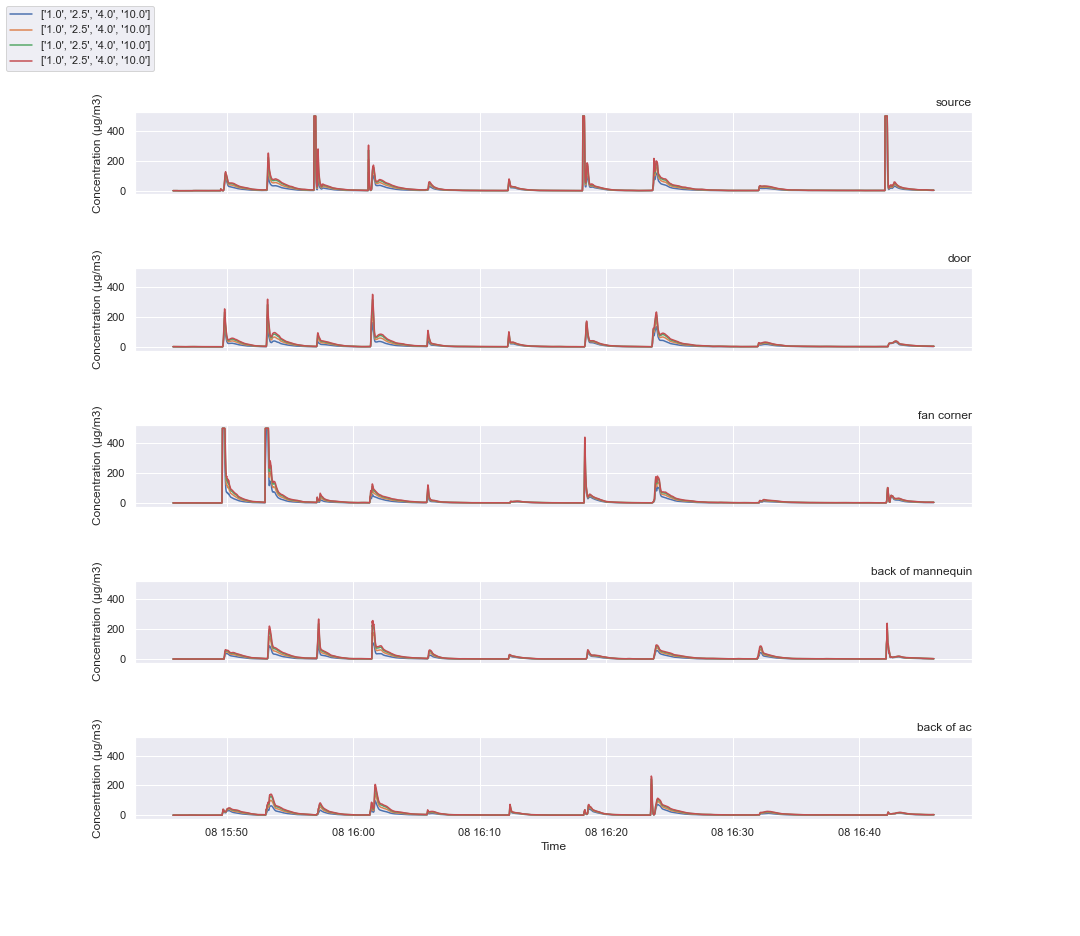 ['1.0', '2.5', '4.0', '10.0']
['1.0', '2.5', '4.0', '10.0']
['1.0', '2.5', '4.0', '10.0']
['1.0', '2.5', '4.0', '10.0']
source
Concentration (µg/m3)
400
200
0
door
Concentration (µg/m3)
400
200
0
fan corner
Concentration (µg/m3)
400
200
0
back of mannequin
Concentration (µg/m3)
400
200
0
back of ac
Concentration (µg/m3)
400
200
0
08 15:50 08 16:00 08 16:10 08 16:20 08 16:30 08 16:40
Time